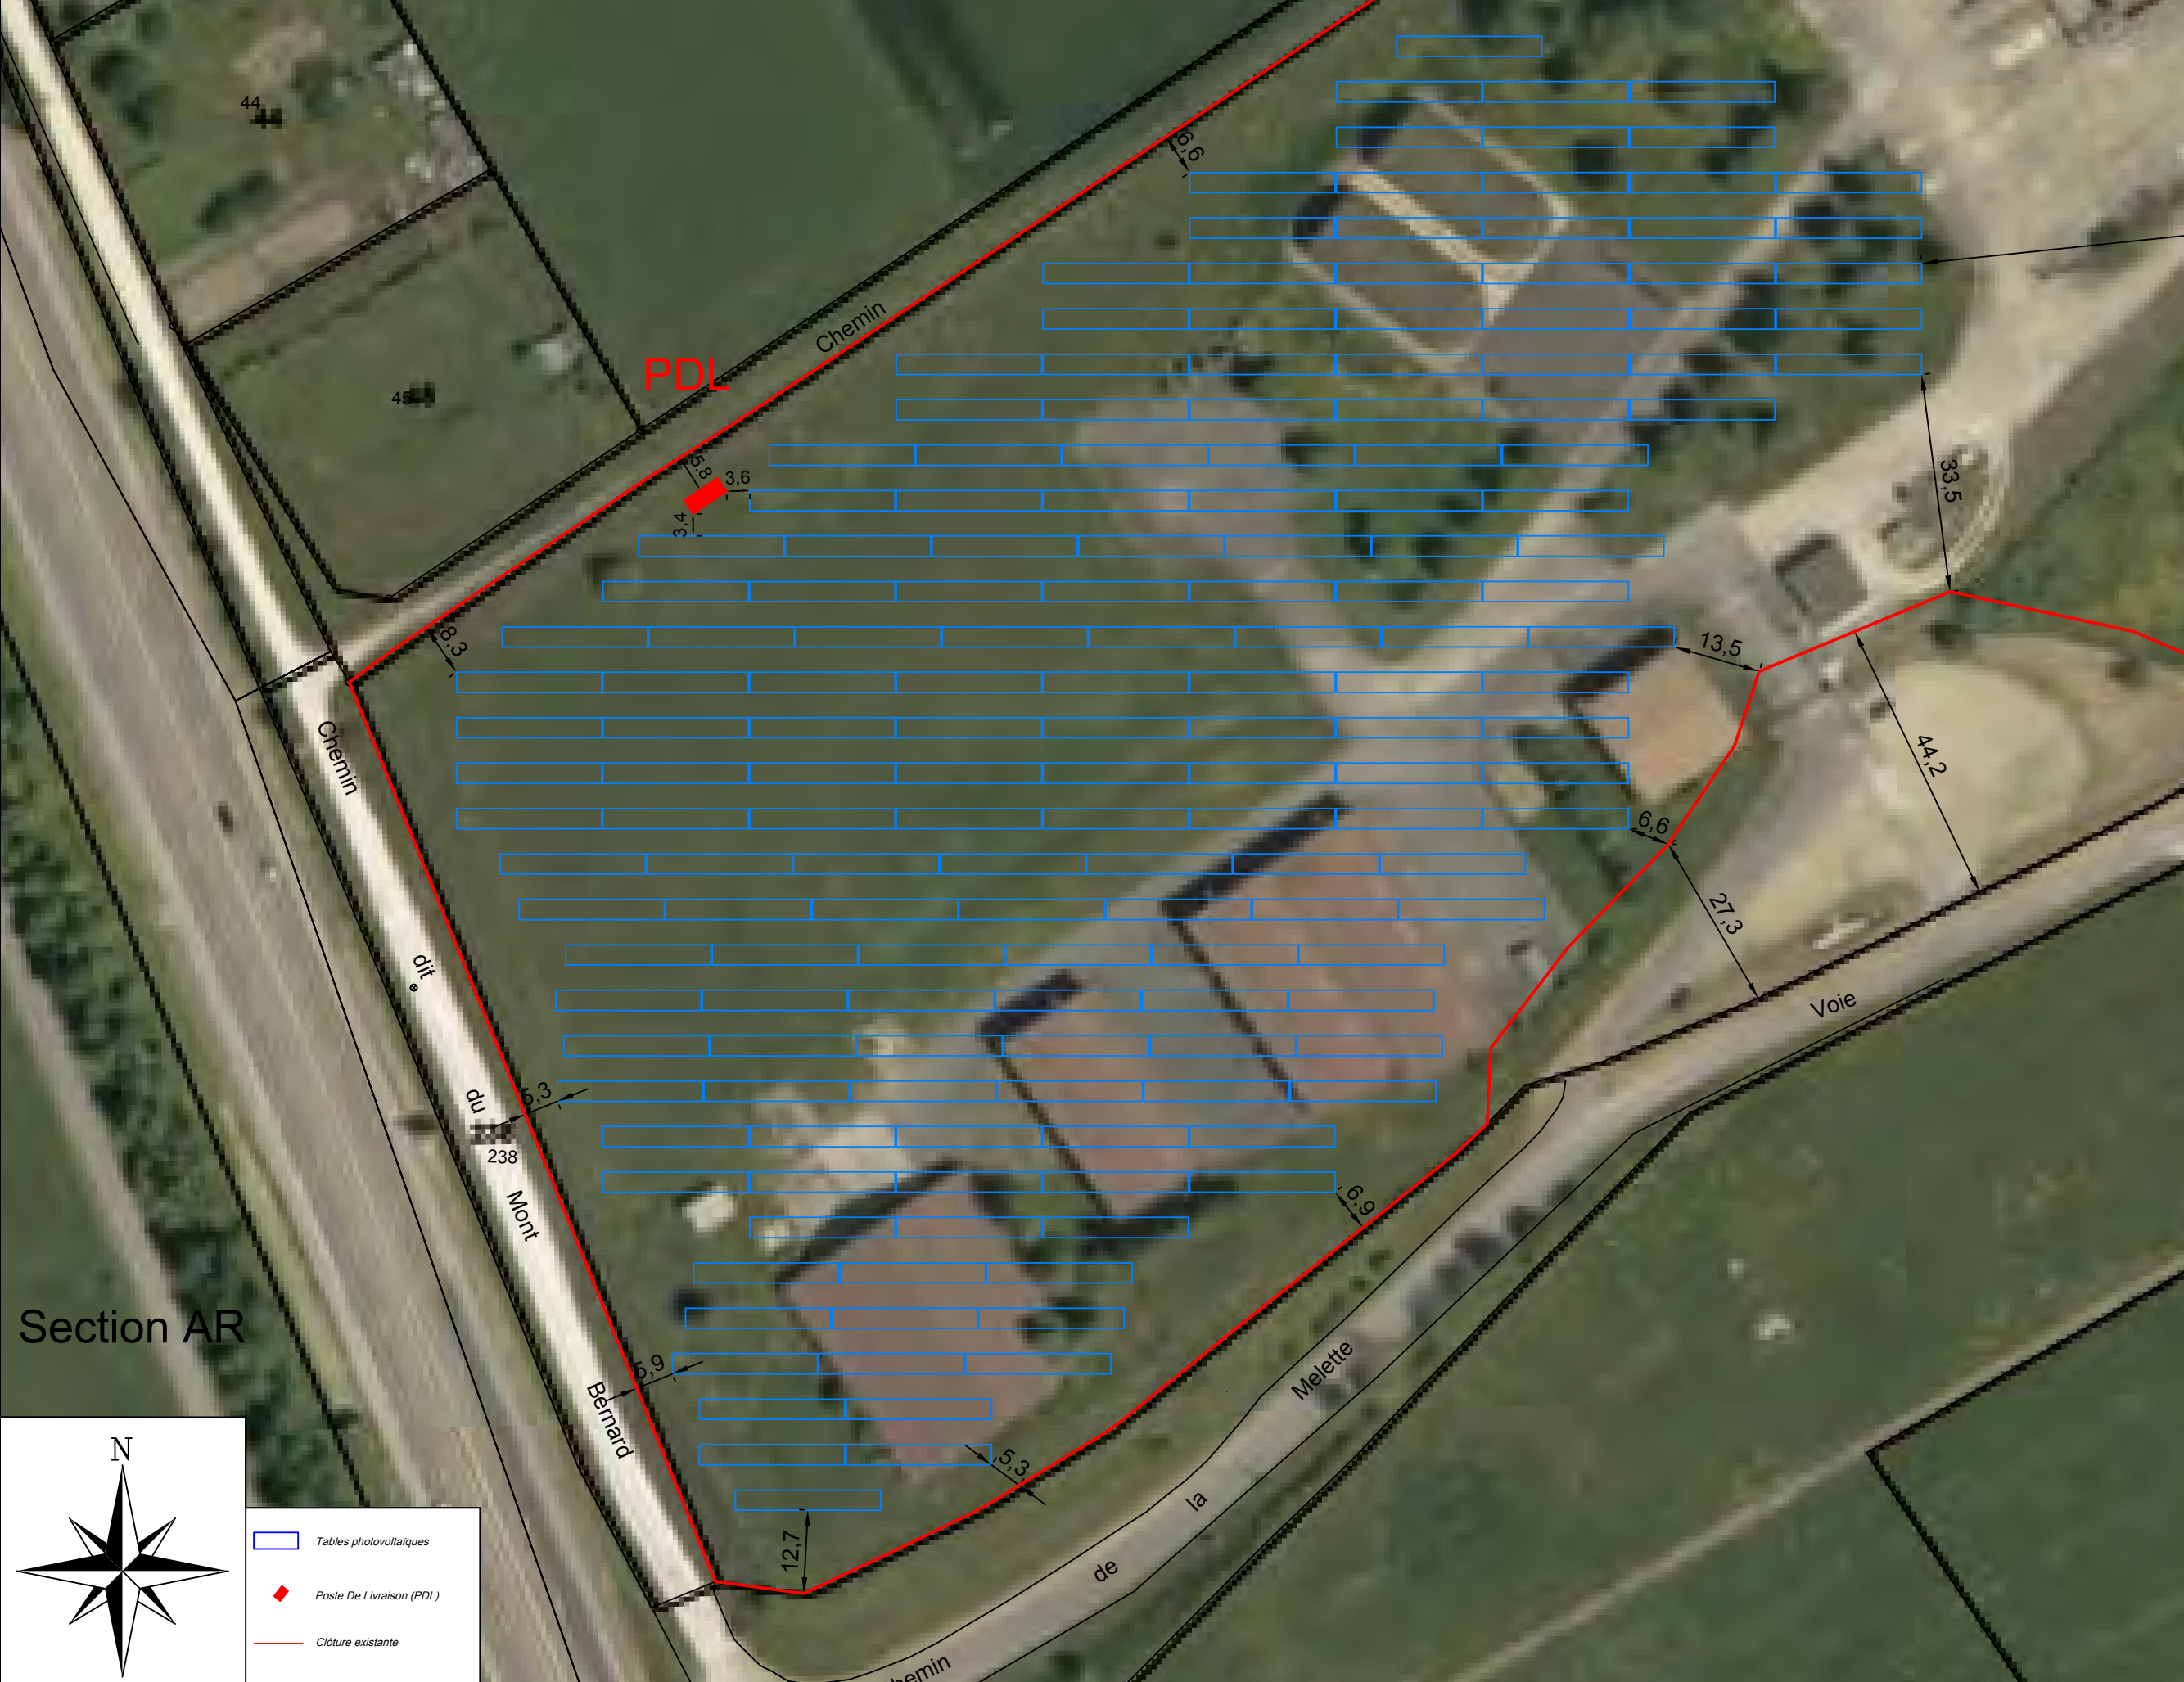 44
6,6
Chemin
45
PDL
5,8
3,6
3,4
33,5
8,3
13,5
44,2
Chemin
6,6
27,3
dit
Voie
du
5,3
238
Mont
6,9
Section AR
Melette
5,9
Bernard
5,3
la
12,7
de
hemin
N
Tables photovoltaïques
Poste De Livraison (PDL)
Clôture existante